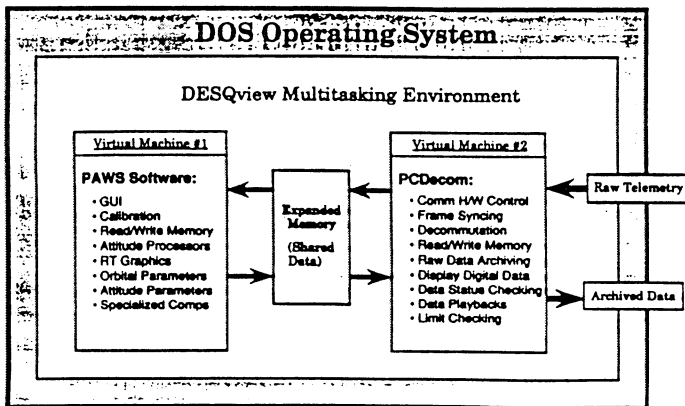 DOS Operating System
DESQview Multitasking Environment
Virtual Machine #1
PAWS Software:
• GUI
• Calibration
• Read/Write Memory
• Attitude Processors
• RT Graphics
• Orbital Parameters
• Attitude Parameters
• Specialized Comps
Expanded
Memory
(Shared
Data)
Virtual Machine #2
PCDecom:
• Comm H/W Control
• Frame Syncing
• Decommutation
• Read/Write Memory
• Raw Data Archiving
• Display Digital Data
• Data Status Checking
• Data Playbacks
• Limit Checking
Raw Telemetry
Archived Data